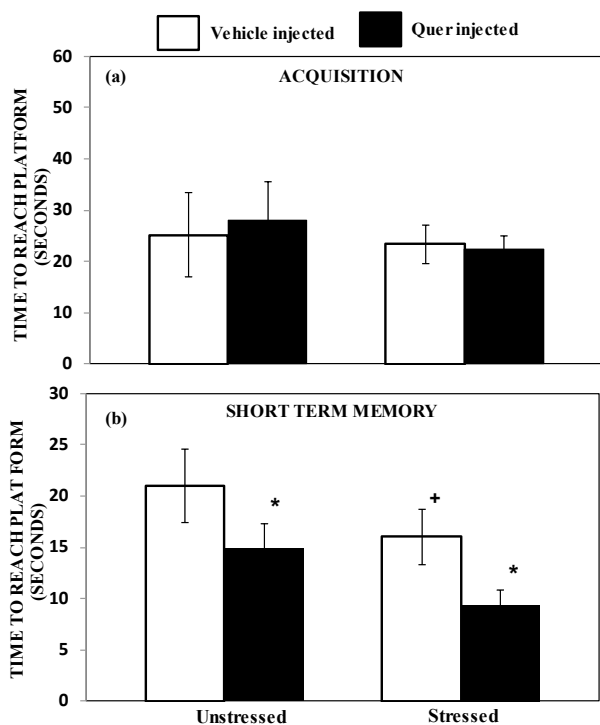 Vehicle injected
Quer injected
(a)
ACQUISITION
TIME TO REACH PLATFORM
(SECONDS)
60
50
40
30
20
10
0
(b)
SHORT TERM MEMORY
TIME TO REACH PLAT FORM
(SECONDS)
30
25
20
15
10
5
0
*
+
*
Unstressed
Stressed